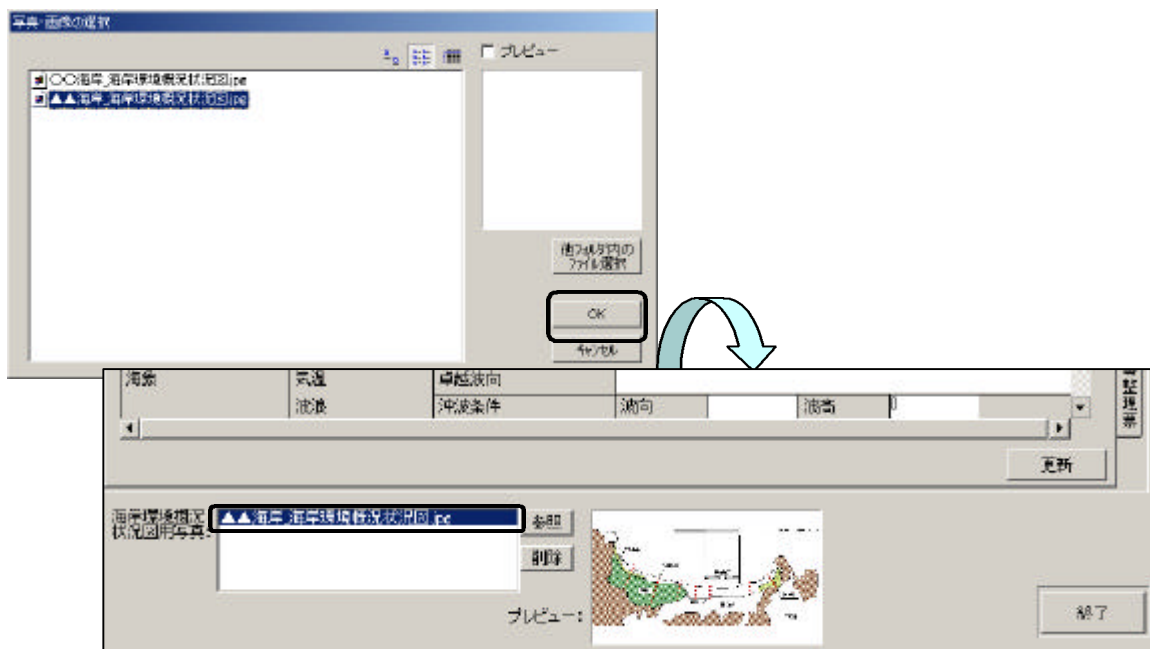 写真・画像の選択
プレビュー
○○海岸_海岸環境概況状況図.jpg
▲▲海岸_海岸環境概況状況図.jpg
他フォルダ内の
ファイル選択
OK
キャンセル
海象 気温 卓越波向
波浪 沖波条件 波向 波高 0
整理票
更新
海岸環境概況
状況図用写真:
▲▲海岸_海岸環境概況状況図.jpg
参照
削除
プレビュー:
終了